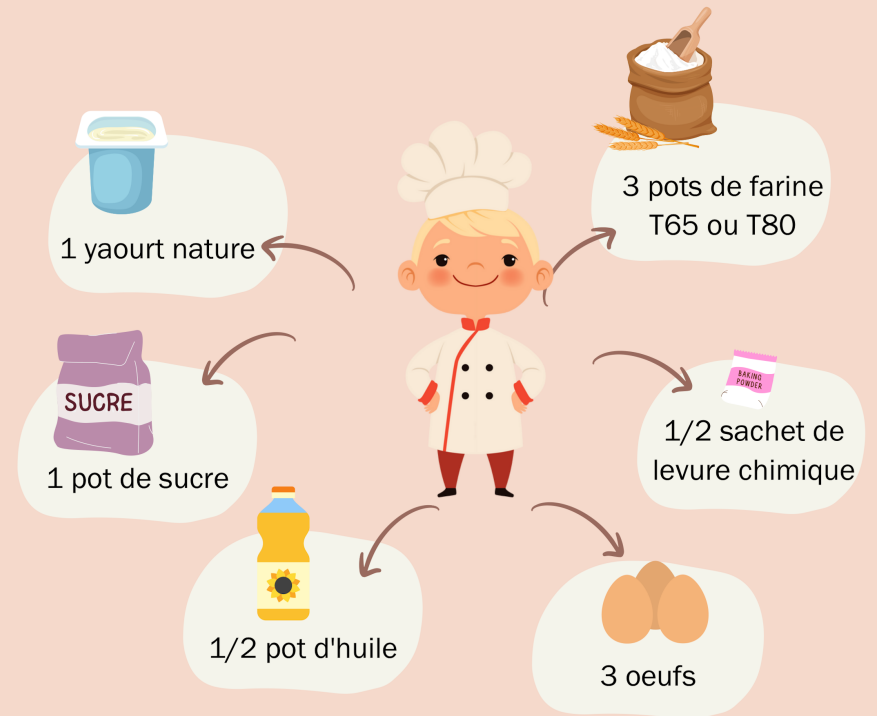 3 pots de farine
T65 ou T80
1 yaourt nature
SUCRE
1 pot de sucre
BAKING
POWDER
1/2 sachet de
levure chimique
1/2 pot d'huile
3 oeufs